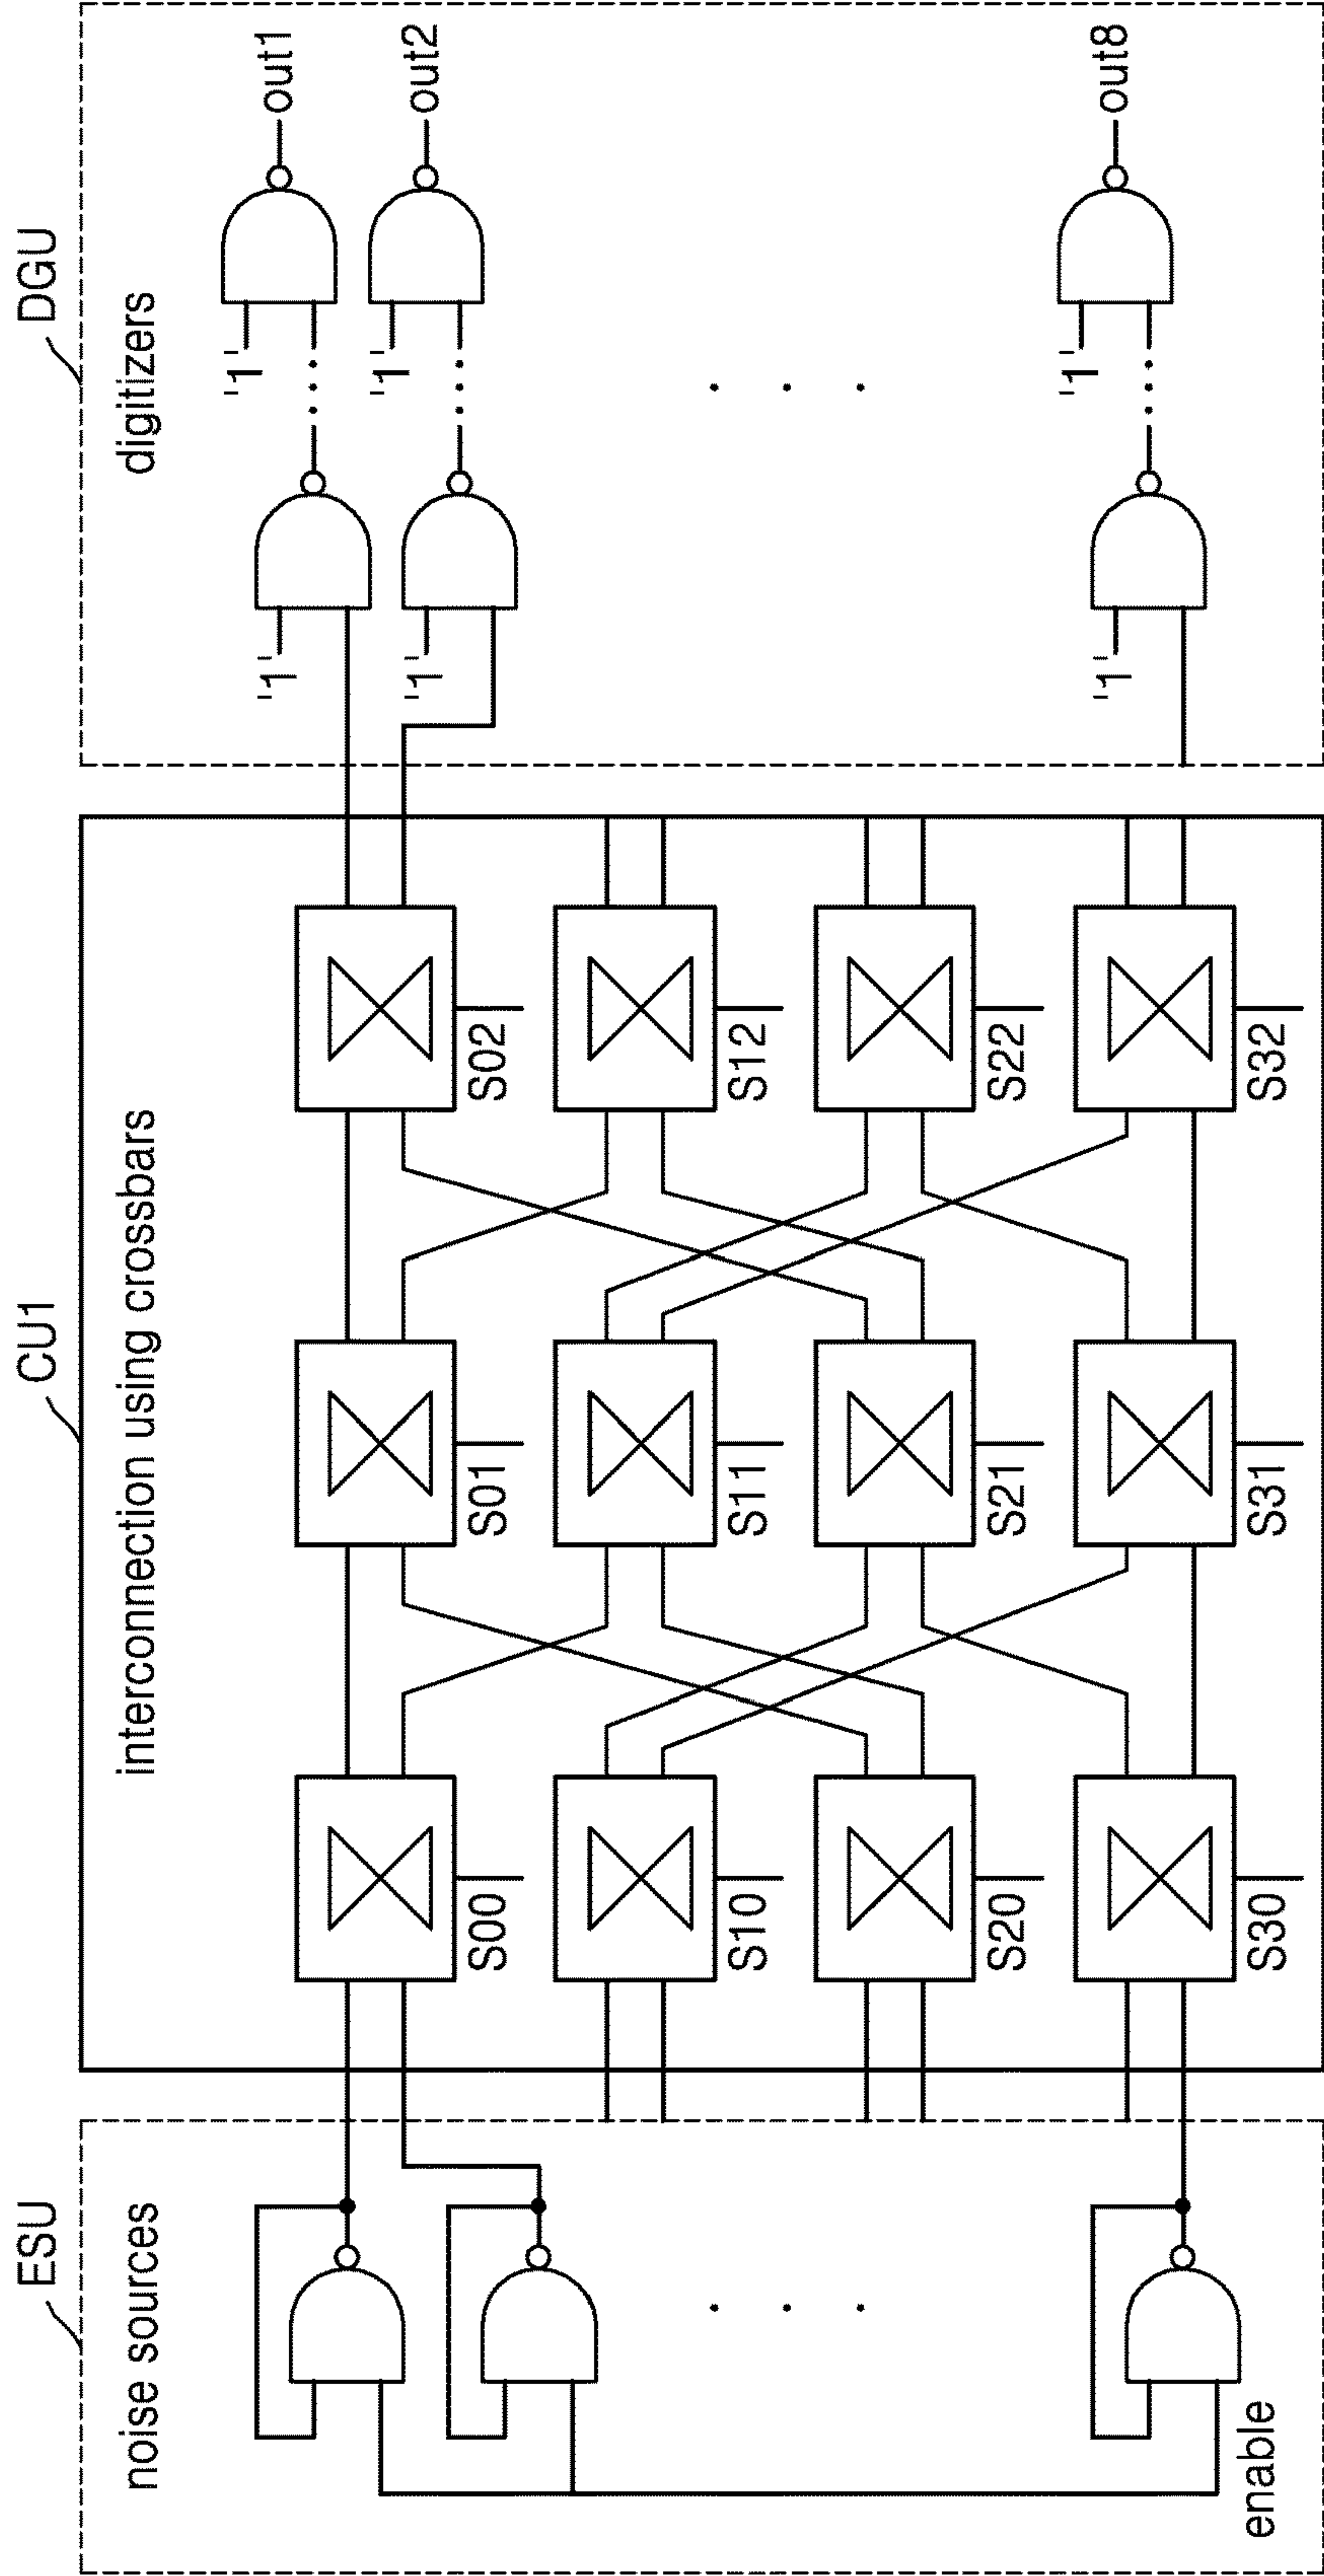 ESU
CU1
DGU
noise sources
interconnection using crossbars
digitizers
enable
S00
S01
S02
S10
S11
S12
S20
S21
S22
S30
S31
S32
'1'
'1'
out1
'1'
'1'
out2
'1'
'1'
out8